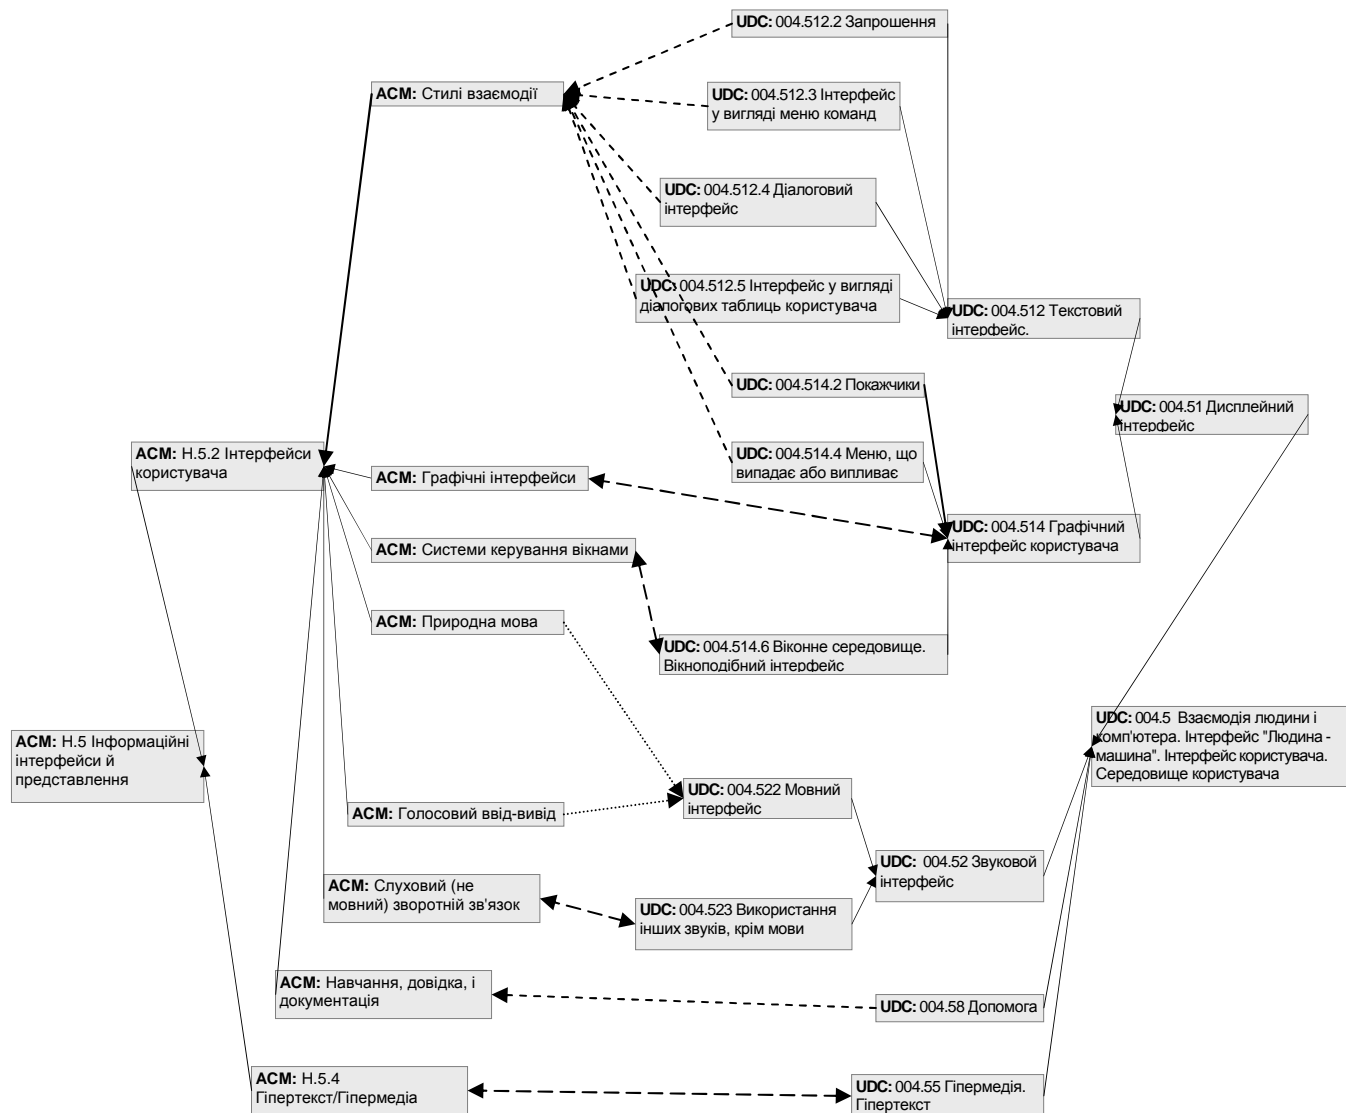 UDC: 004.512.2 Запрошення
ACM: Стилі взаємодії
UDC: 004.512.3 Інтерфейс
у вигляді меню команд
UDC: 004.512.4 Діалоговий
інтерфейс
UDC: 004.512.5 Інтерфейс у вигляді
діалогових таблиць користувача
UDC: 004.512 Текстовий
інтерфейс.
UDC: 004.514.2 Покажчики
UDC: 004.51 Дисплейний
інтерфейс
ACM: H.5.2 Інтерфейси
користувача
UDC: 004.514.4 Меню, що
випадає або випливає
ACM: Графічні інтерфейси
UDC: 004.514 Графічний
інтерфейс користувача
ACM: Системи керування вікнами
ACM: Природна мова
UDC: 004.514.6 Віконне середовище.
Вікноподібний інтерфейс
ACM: H.5 Інформаційні
інтерфейси й
представлення
UDC: 004.5 Взаємодія людини і
комп'ютера. Інтерфейс "Людина -
машина". Інтерфейс користувача.
Середовище користувача
UDC: 004.522 Мовний
інтерфейс
ACM: Голосовий ввід-вивід
UDC: 004.52 Звуковой
інтерфейс
ACM: Слуховий (не
мовний) зворотній зв'язок
UDC: 004.523 Використання
інших звуків, крім мови
ACM: Навчання, довідка, і
документація
UDC: 004.58 Допомога
ACM: H.5.4
Гіпертекст/Гіпермедіа
UDC: 004.55 Гіпермедія.
Гіпертекст